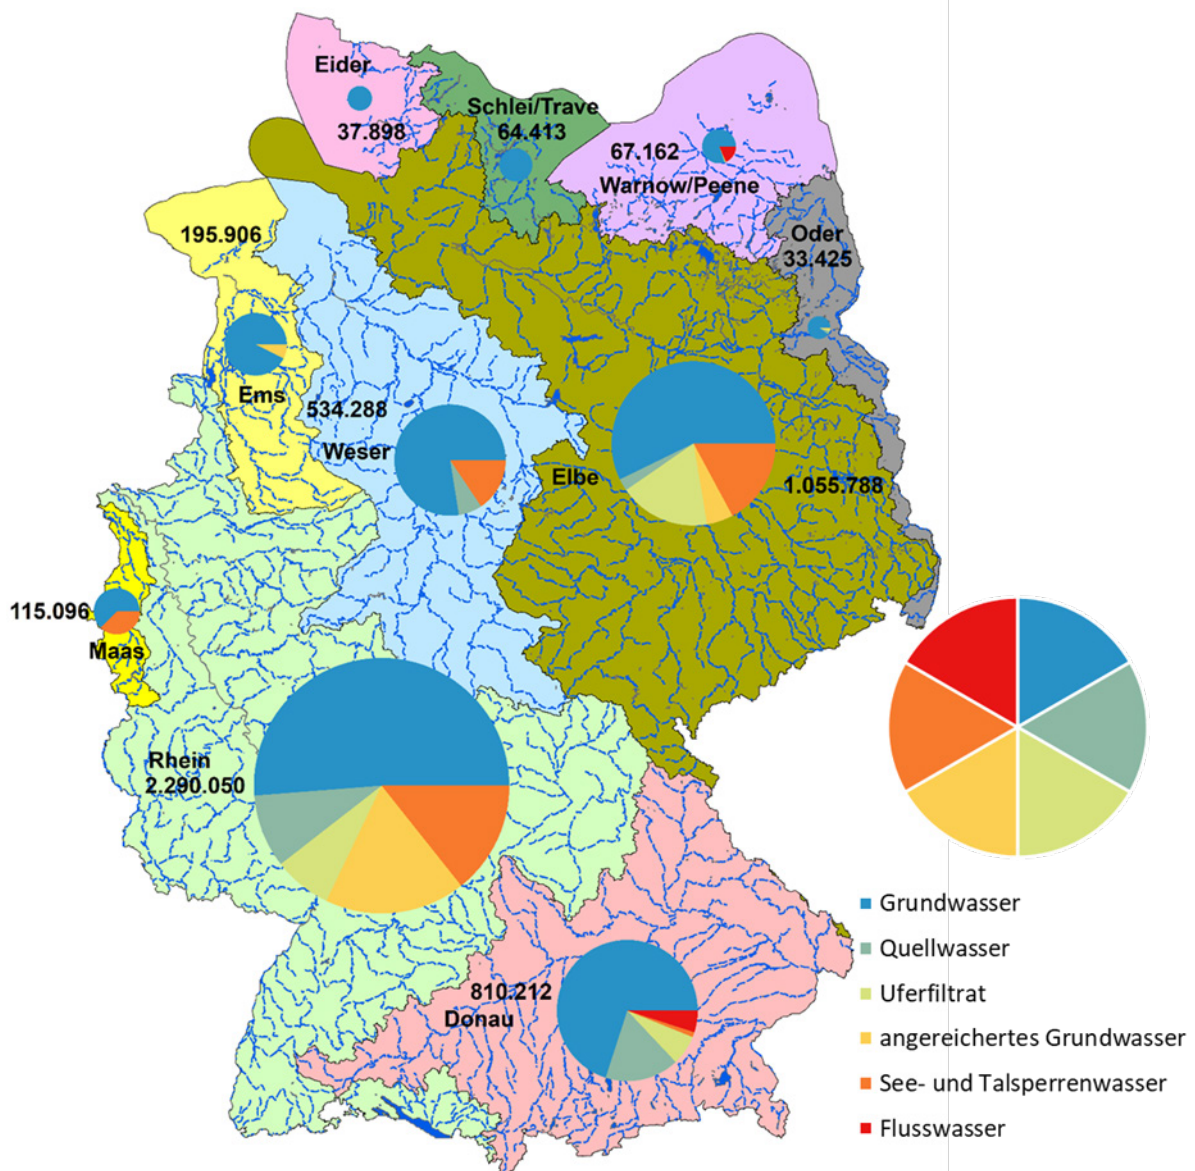 Eider
37.898
Schlei/Trave
64.413
67.162
Warnow/Peene
Oder
33.425
195.906
Ems
534.288
Weser
Elbe
1.055.788
115.096
Maas
Rhein
2.290.050
810.212
Donau
Grundwasser
Quellwasser
Uferfiltrat
angereichertes Grundwasser
See- und Talsperrenwasser
Flusswasser